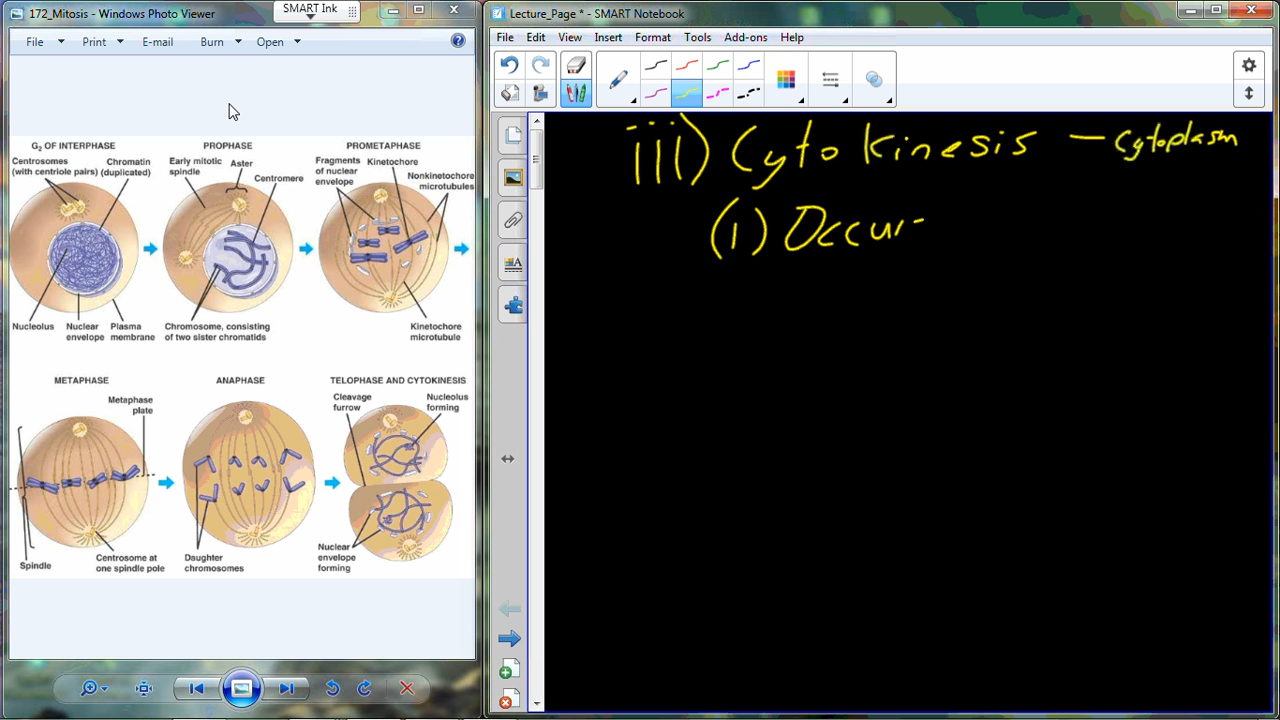 172_Mitosis - Windows Photo Viewer
SMART Ink
File Print E-mail Burn Open
G2 OF INTERPHASE
Centrosomes
(with centriole pairs)
Chromatin
(duplicated)
Nucleolus
Nuclear
envelope
Plasma
membrane
PROPHASE
Early mitotic
spindle
Aster
Centromere
Chromosome, consisting
of two sister chromatids
PROMETAPHASE
Fragments
of nuclear
envelope
Kinetochore
Nonkinetochore
microtubules
Kinetochore
microtubule
METAPHASE
Metaphase
plate
Spindle
Centrosome at
one spindle pole
ANAPHASE
Daughter
chromosomes
TELOPHASE AND CYTOKINESIS
Cleavage
furrow
Nucleolus
forming
Nuclear
envelope
forming
Lecture_Page * - SMART Notebook
File Edit View Insert Format Tools Add-ons Help
iii) Cytokinesis — cytoplasm
(1) Occur